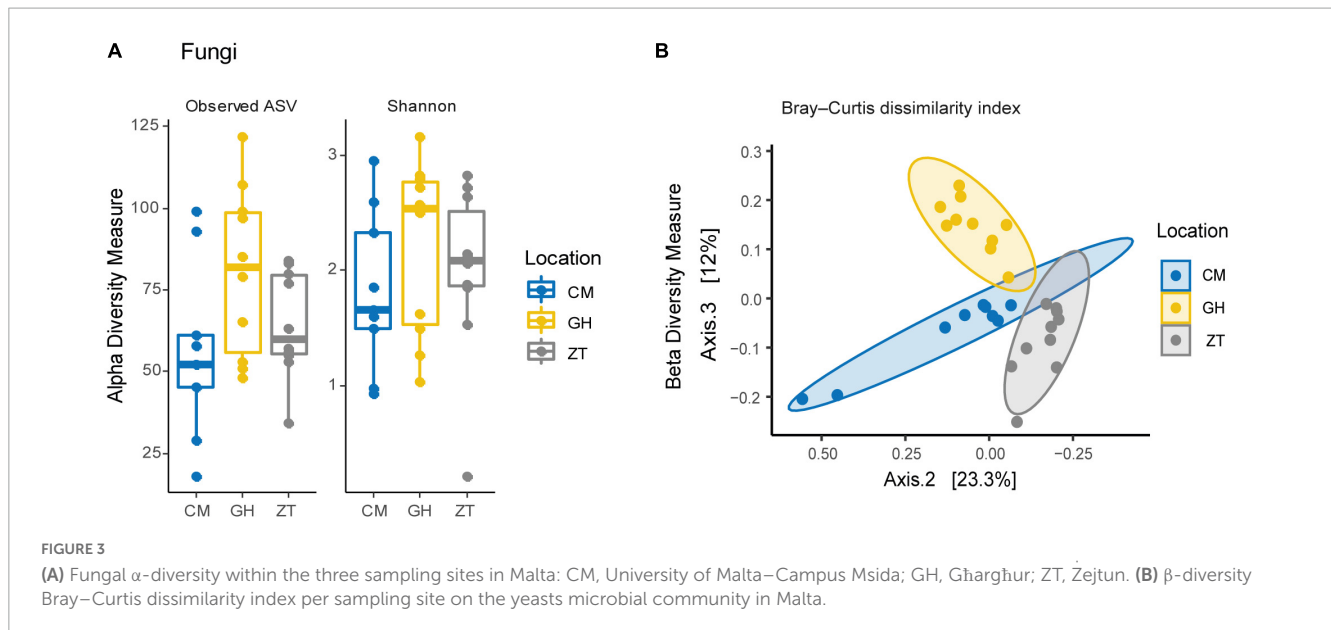 A Fungi
Observed ASV
Shannon
Alpha Diversity Measure
125
100
75
50
25
3
2
1
CM GH ZT
CM GH ZT
Location
CM
GH
ZT
B
Bray–Curtis dissimilarity index
Beta Diversity Measure
Axis.3 [12%]
0.3
0.2
0.1
0.0
−0.1
−0.2
0.50 0.25 0.00 −0.25
Axis.2 [23.3%]
Location
CM
GH
ZT
FIGURE 3
(A) Fungal α-diversity within the three sampling sites in Malta: CM, University of Malta–Campus Msida; GH, Għargħur; ZT, Żejtun. (B) β-diversity
Bray–Curtis dissimilarity index per sampling site on the yeasts microbial community in Malta.